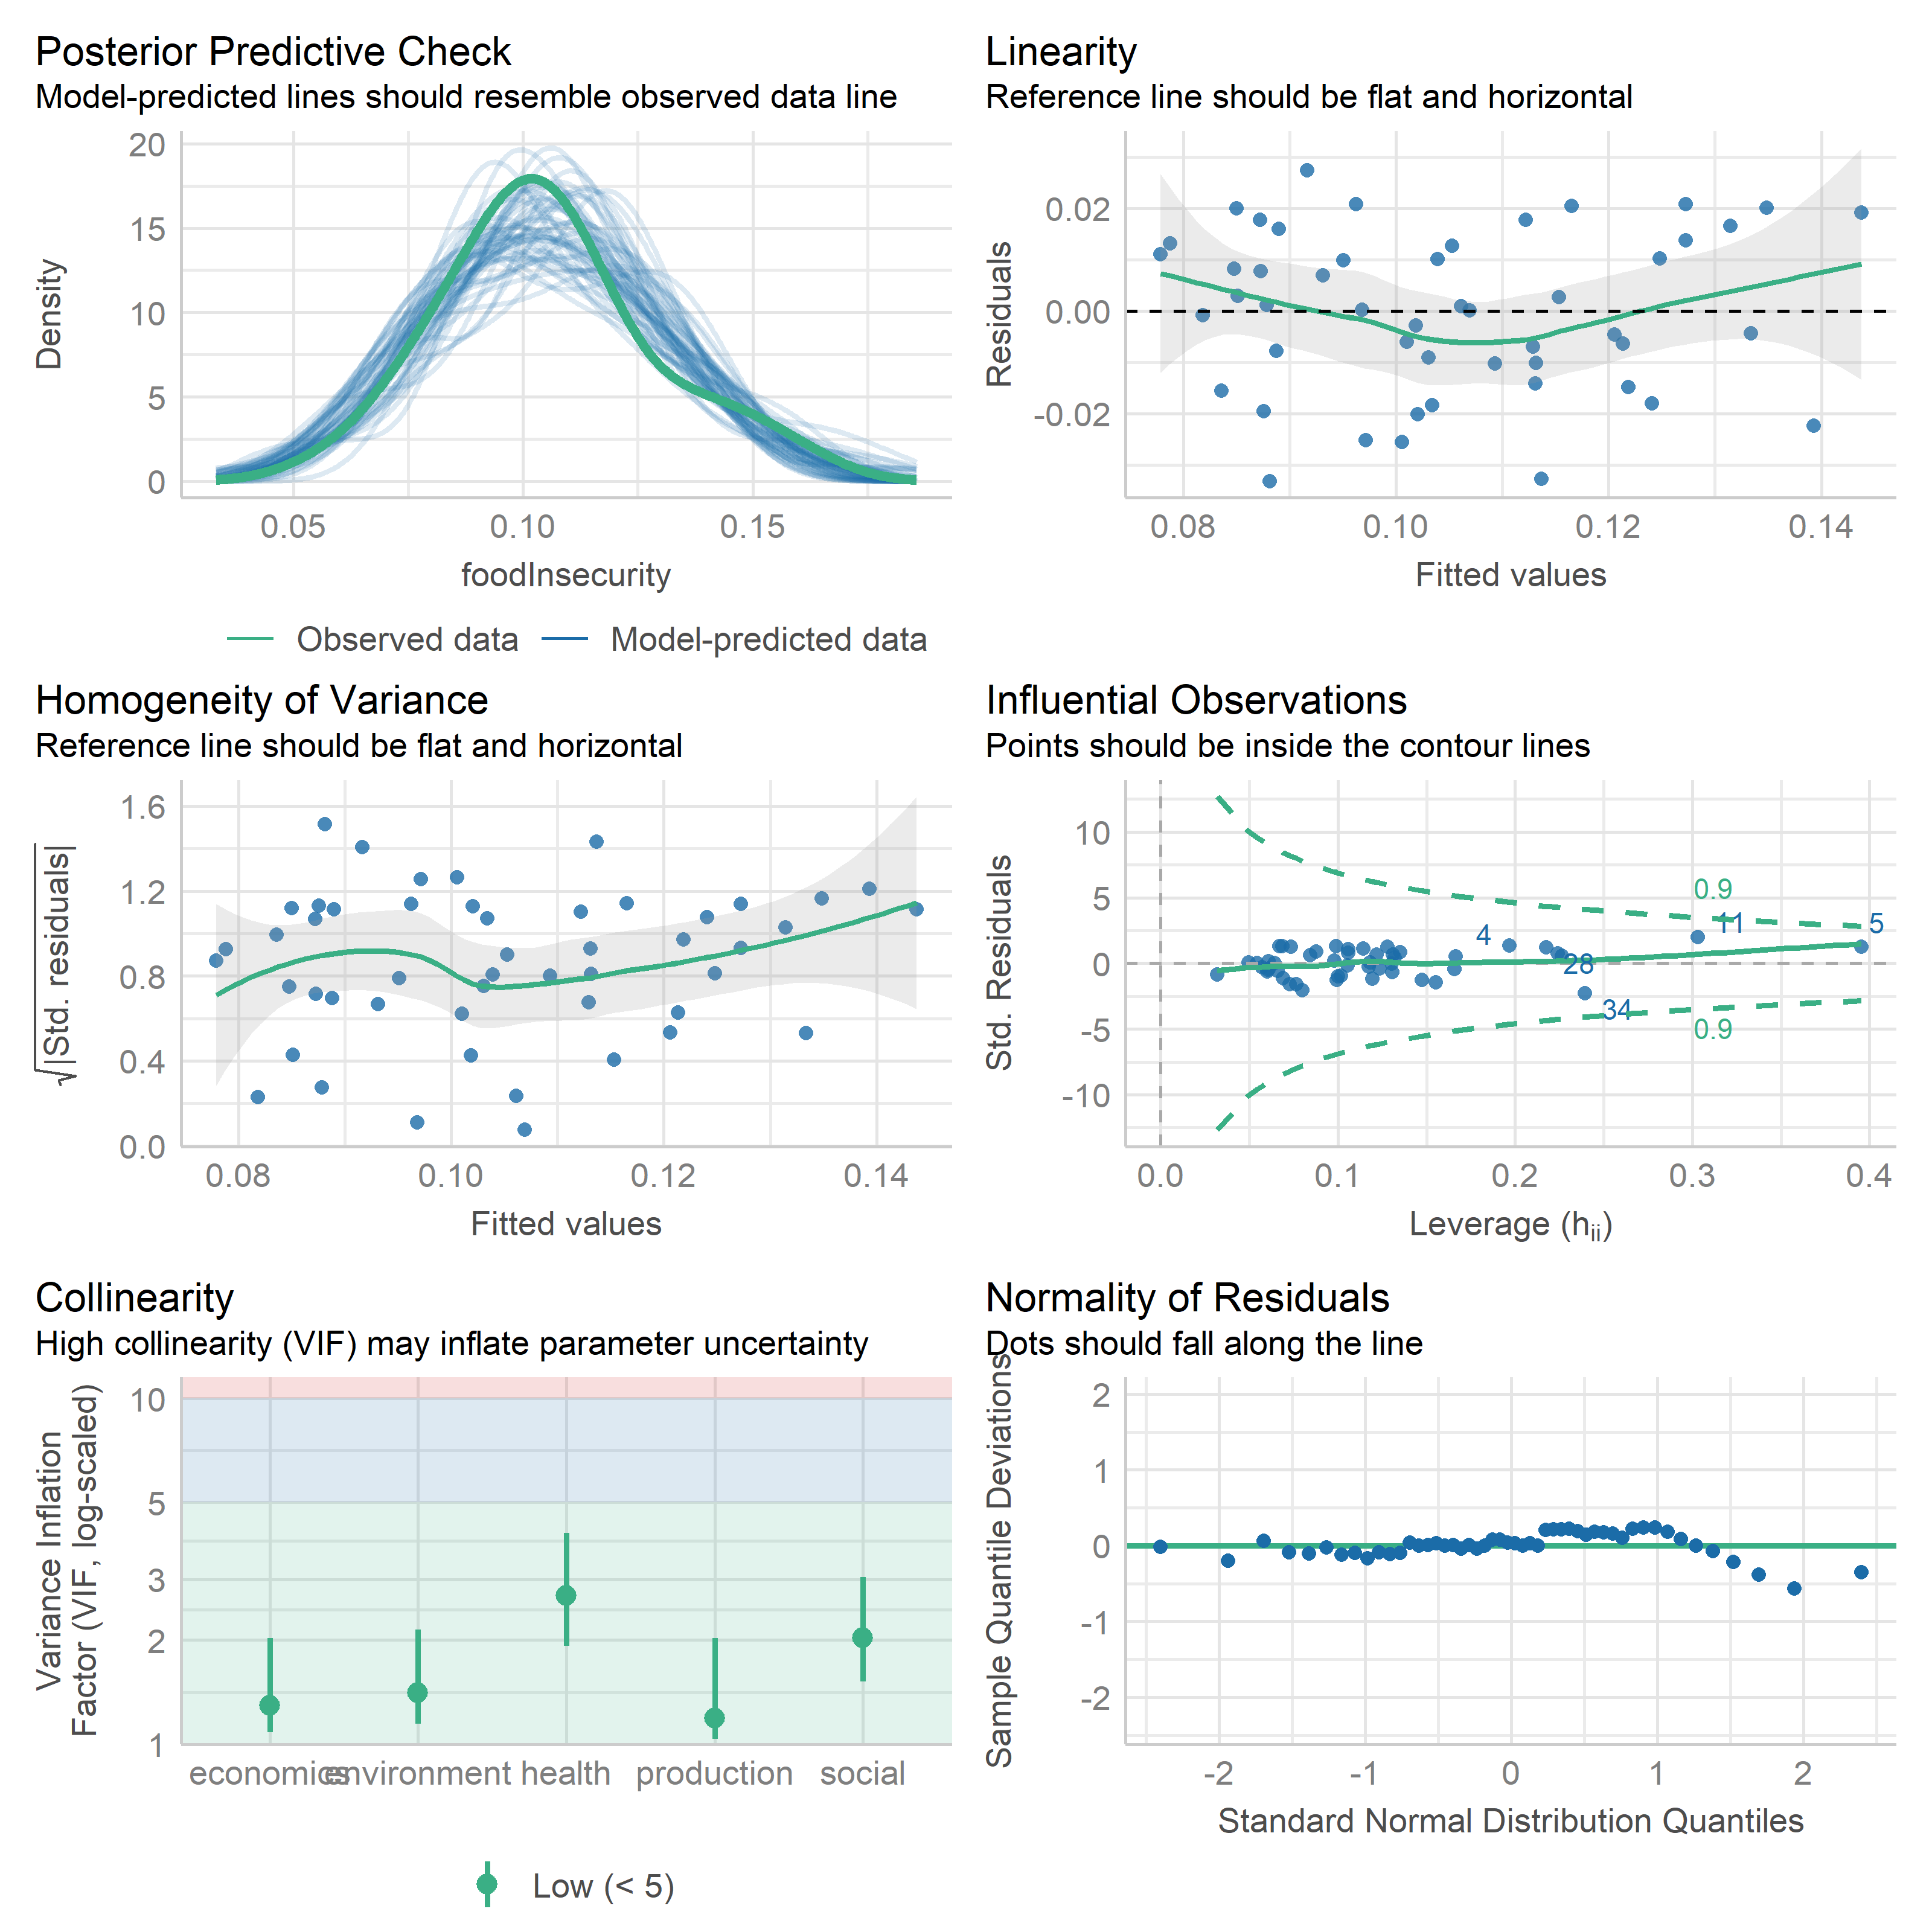 Posterior Predictive Check
Model-predicted lines should resemble observed data line
20
15
10
5
0
Density
0.05 0.10 0.15
foodInsecurity
Observed data Model-predicted data
Linearity
Reference line should be flat and horizontal
0.02
0.00
-0.02
Residuals
0.08 0.10 0.12 0.14
Fitted values
Homogeneity of Variance
Reference line should be flat and horizontal
1.6
1.2
0.8
0.4
0.0
√|Std. residuals|
0.08 0.10 0.12 0.14
Fitted values
Influential Observations
Points should be inside the contour lines
10
5
0
-5
-10
Std. Residuals
0.9
11
5
4
28
34
0.9
0.0 0.1 0.2 0.3 0.4
Leverage (hii)
Collinearity
High collinearity (VIF) may inflate parameter uncertainty
10
5
3
2
1
Variance Inflation
Factor (VIF, log-scaled)
economics environment health production social
Low (< 5)
Normality of Residuals
Dots should fall along the line
2
1
0
-1
-2
Sample Quantile Deviations
-2 -1 0 1 2
Standard Normal Distribution Quantiles